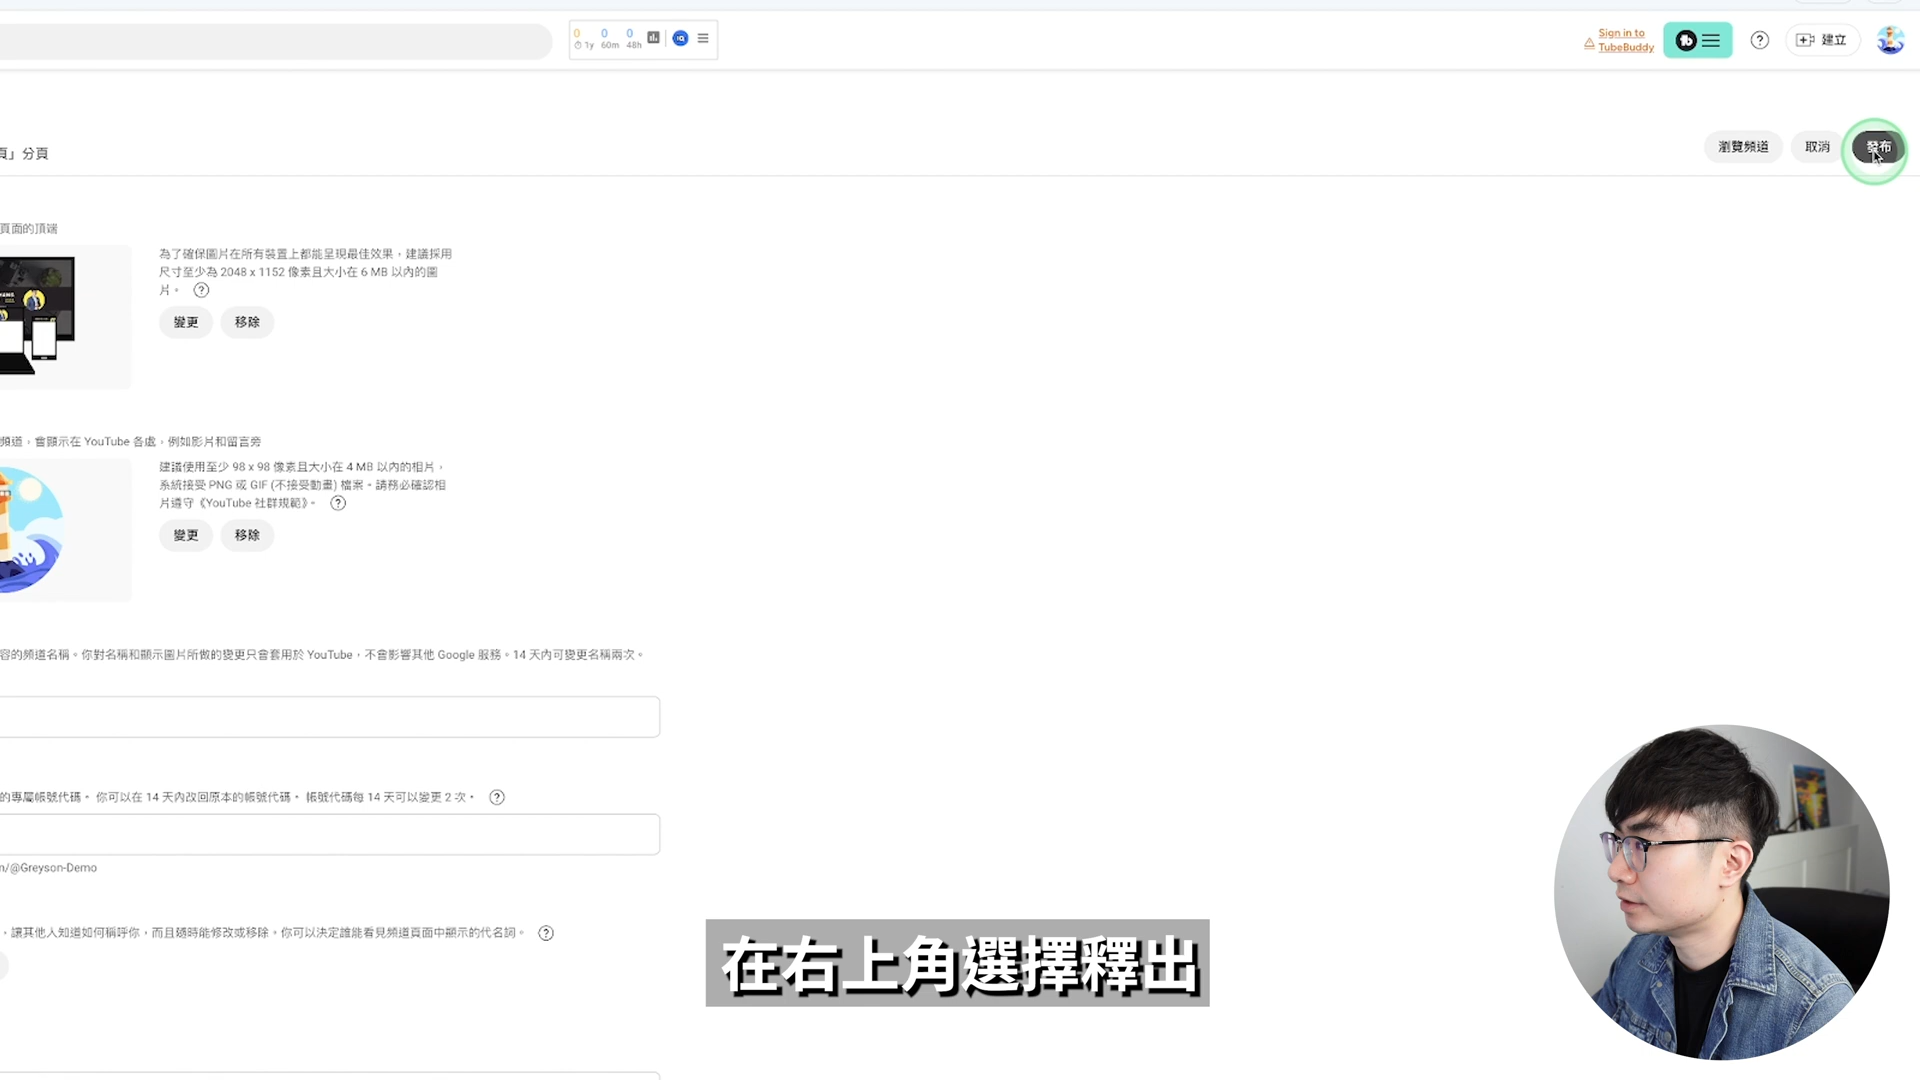 0 0 0
1y 60m 48h
Sign in to
TubeBuddy
建立
頁」分頁
瀏覽頻道 取消 發布
頁面的頂端
為了確保圖片在所有裝置上都能呈現最佳效果，建議採用
尺寸至少為 2048 x 1152 像素且大小在 6 MB 以內的圖
片。
變更 移除
頻道，會顯示在 YouTube 各處，例如影片和留言旁
建議使用至少 98 x 98 像素且大小在 4 MB 以內的相片，
系統接受 PNG 或 GIF (不接受動畫) 檔案。請務必確認相
片遵守《YouTube 社群規範》。
變更 移除
容的頻道名稱。你對名稱和顯示圖片所做的變更只會套用於 YouTube，不會影響其他 Google 服務。14 天內可變更名稱兩次。
的專屬帳號代碼。 你可以在 14 天內改回原本的帳號代碼。 帳號代碼每 14 天可以變更 2 次。
/@Greyson-Demo
，讓其他人知道如何稱呼你，而且隨時能修改或移除。你可以決定誰能看見頻道頁面中顯示的代名詞。
在右上角選擇釋出